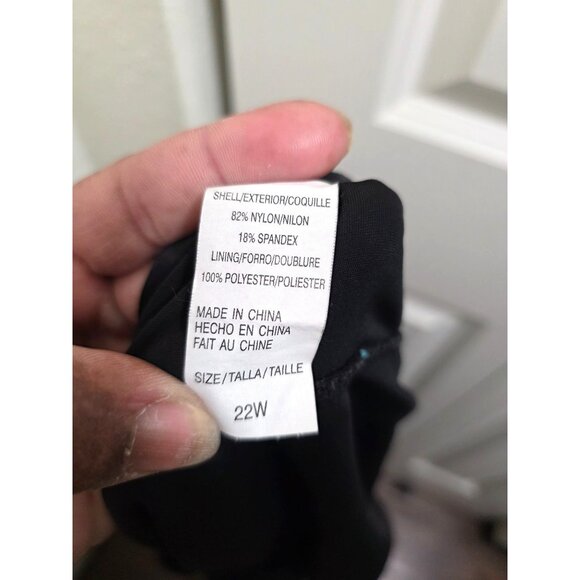 SHELL/EXTERIOR/COQUILLE
82% NYLON/NILON
18% SPANDEX
LINING/FORRO/DOUBLURE
100% POLYESTER/POLIESTER
MADE IN CHINA
HECHO EN CHINA
FAIT AU CHINE
SIZE/TALLA/TAILLE
22W